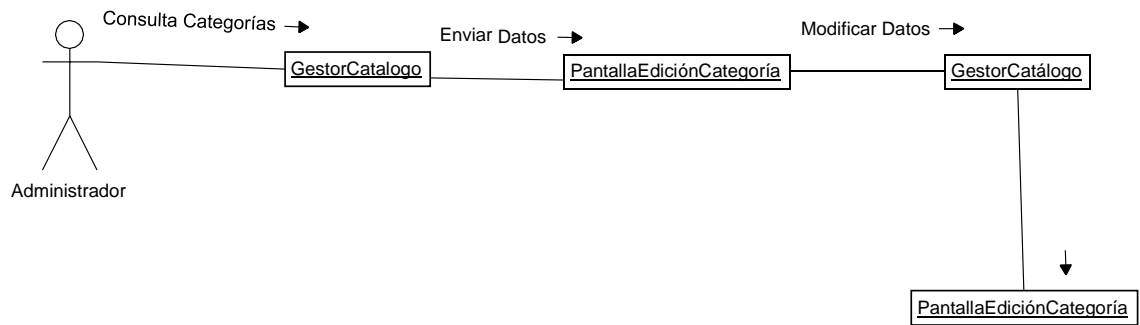 Consulta Categorías
Enviar Datos
Modificar Datos
GestorCatalogo
PantallaEdiciónCategoría
GestorCatálogo
Administrador
PantallaEdiciónCategoría